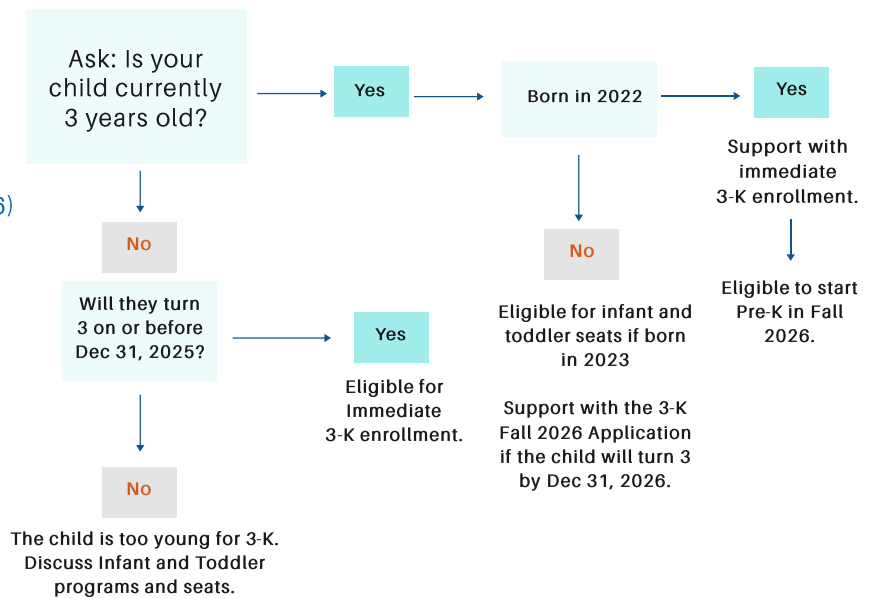 Ask: Is your
child currently
3 years old?
Yes
Born in 2022
Yes
Support with
immediate
3-K enrollment.
Eligible to start
Pre-K in Fall
2026.
No
Eligible for infant and
toddler seats if born
in 2023
Support with the 3-K
Fall 2026 Application
if the child will turn 3
by Dec 31, 2026.
6)
No
Will they turn
3 on or before
Dec 31, 2025?
Yes
Eligible for
Immediate
3-K enrollment.
No
The child is too young for 3-K.
Discuss Infant and Toddler
programs and seats.